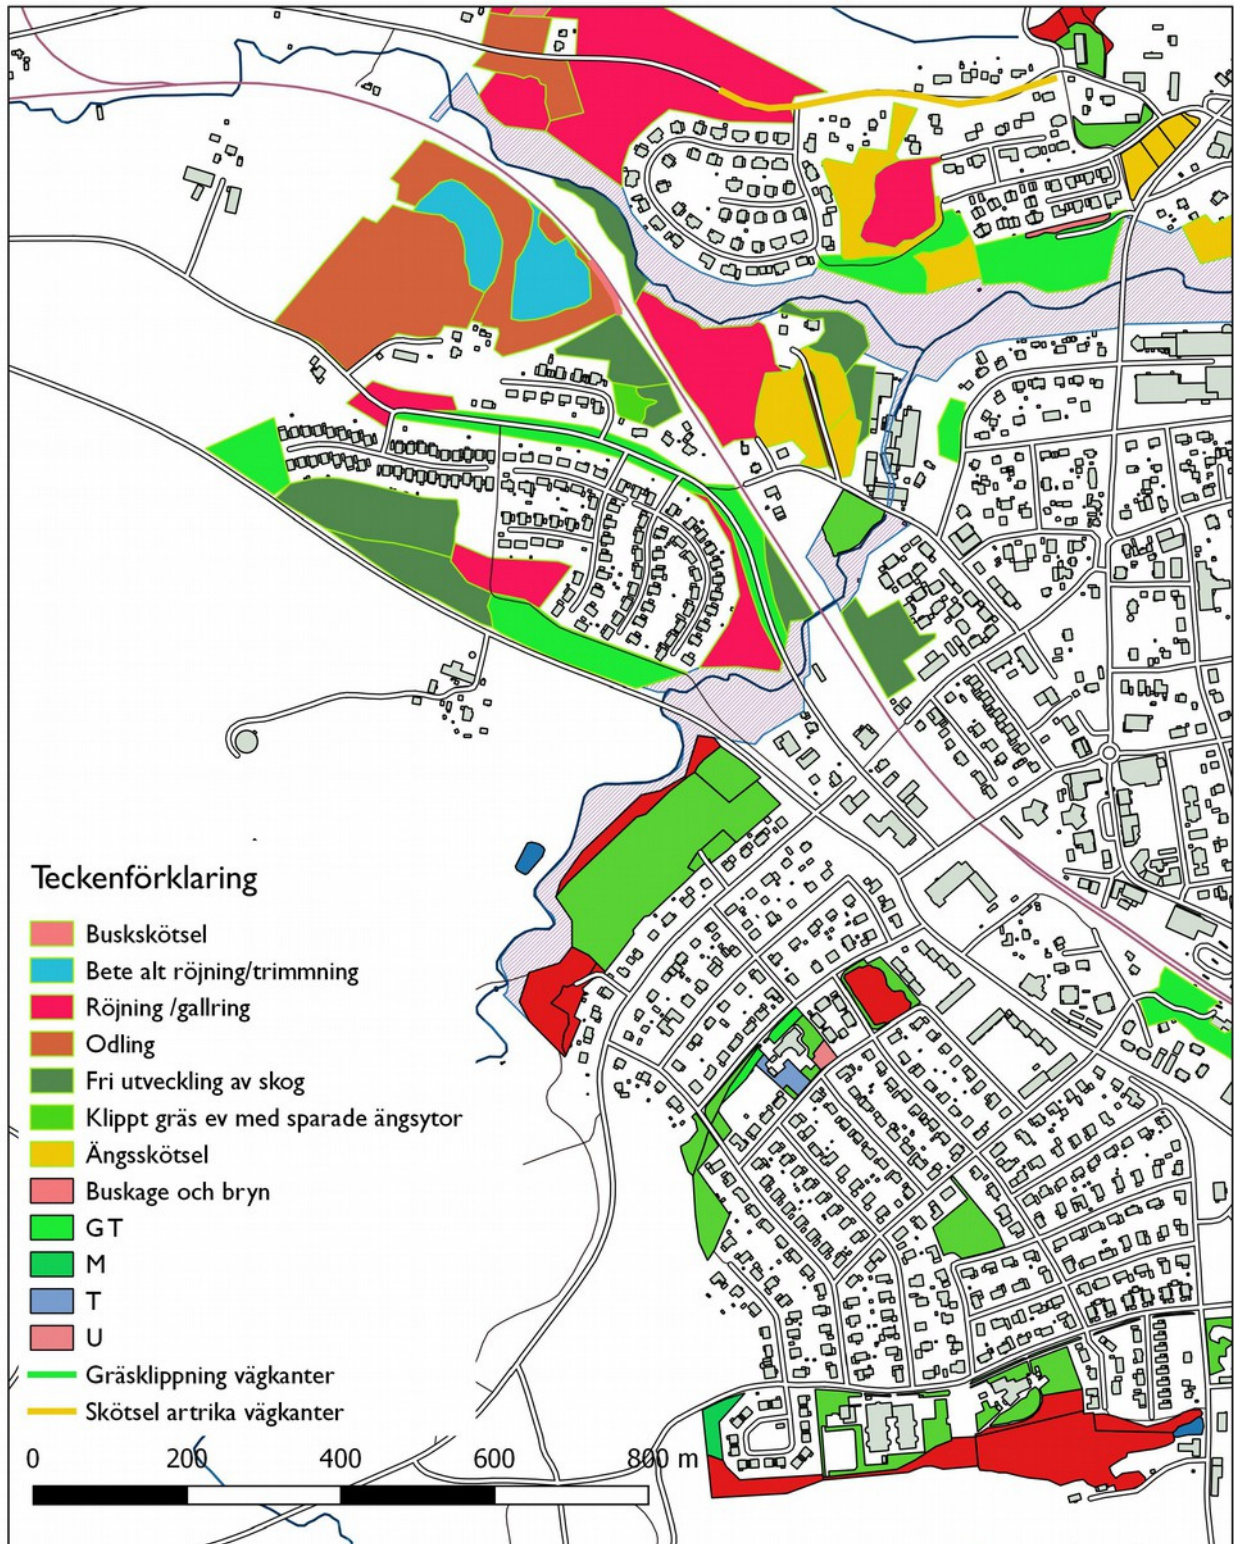 Teckenförklaring
Buskskötsel
Bete alt röjning/trimmning
Röjning /gallring
Odling
Fri utveckling av skog
Klippt gräs ev med sparade ängsytor
Ängsskötsel
Buskage och bryn
G T
M
T
U
Gräsklippning vägkanter
Skötsel artrika vägkanter
0 200 400 600 800 m